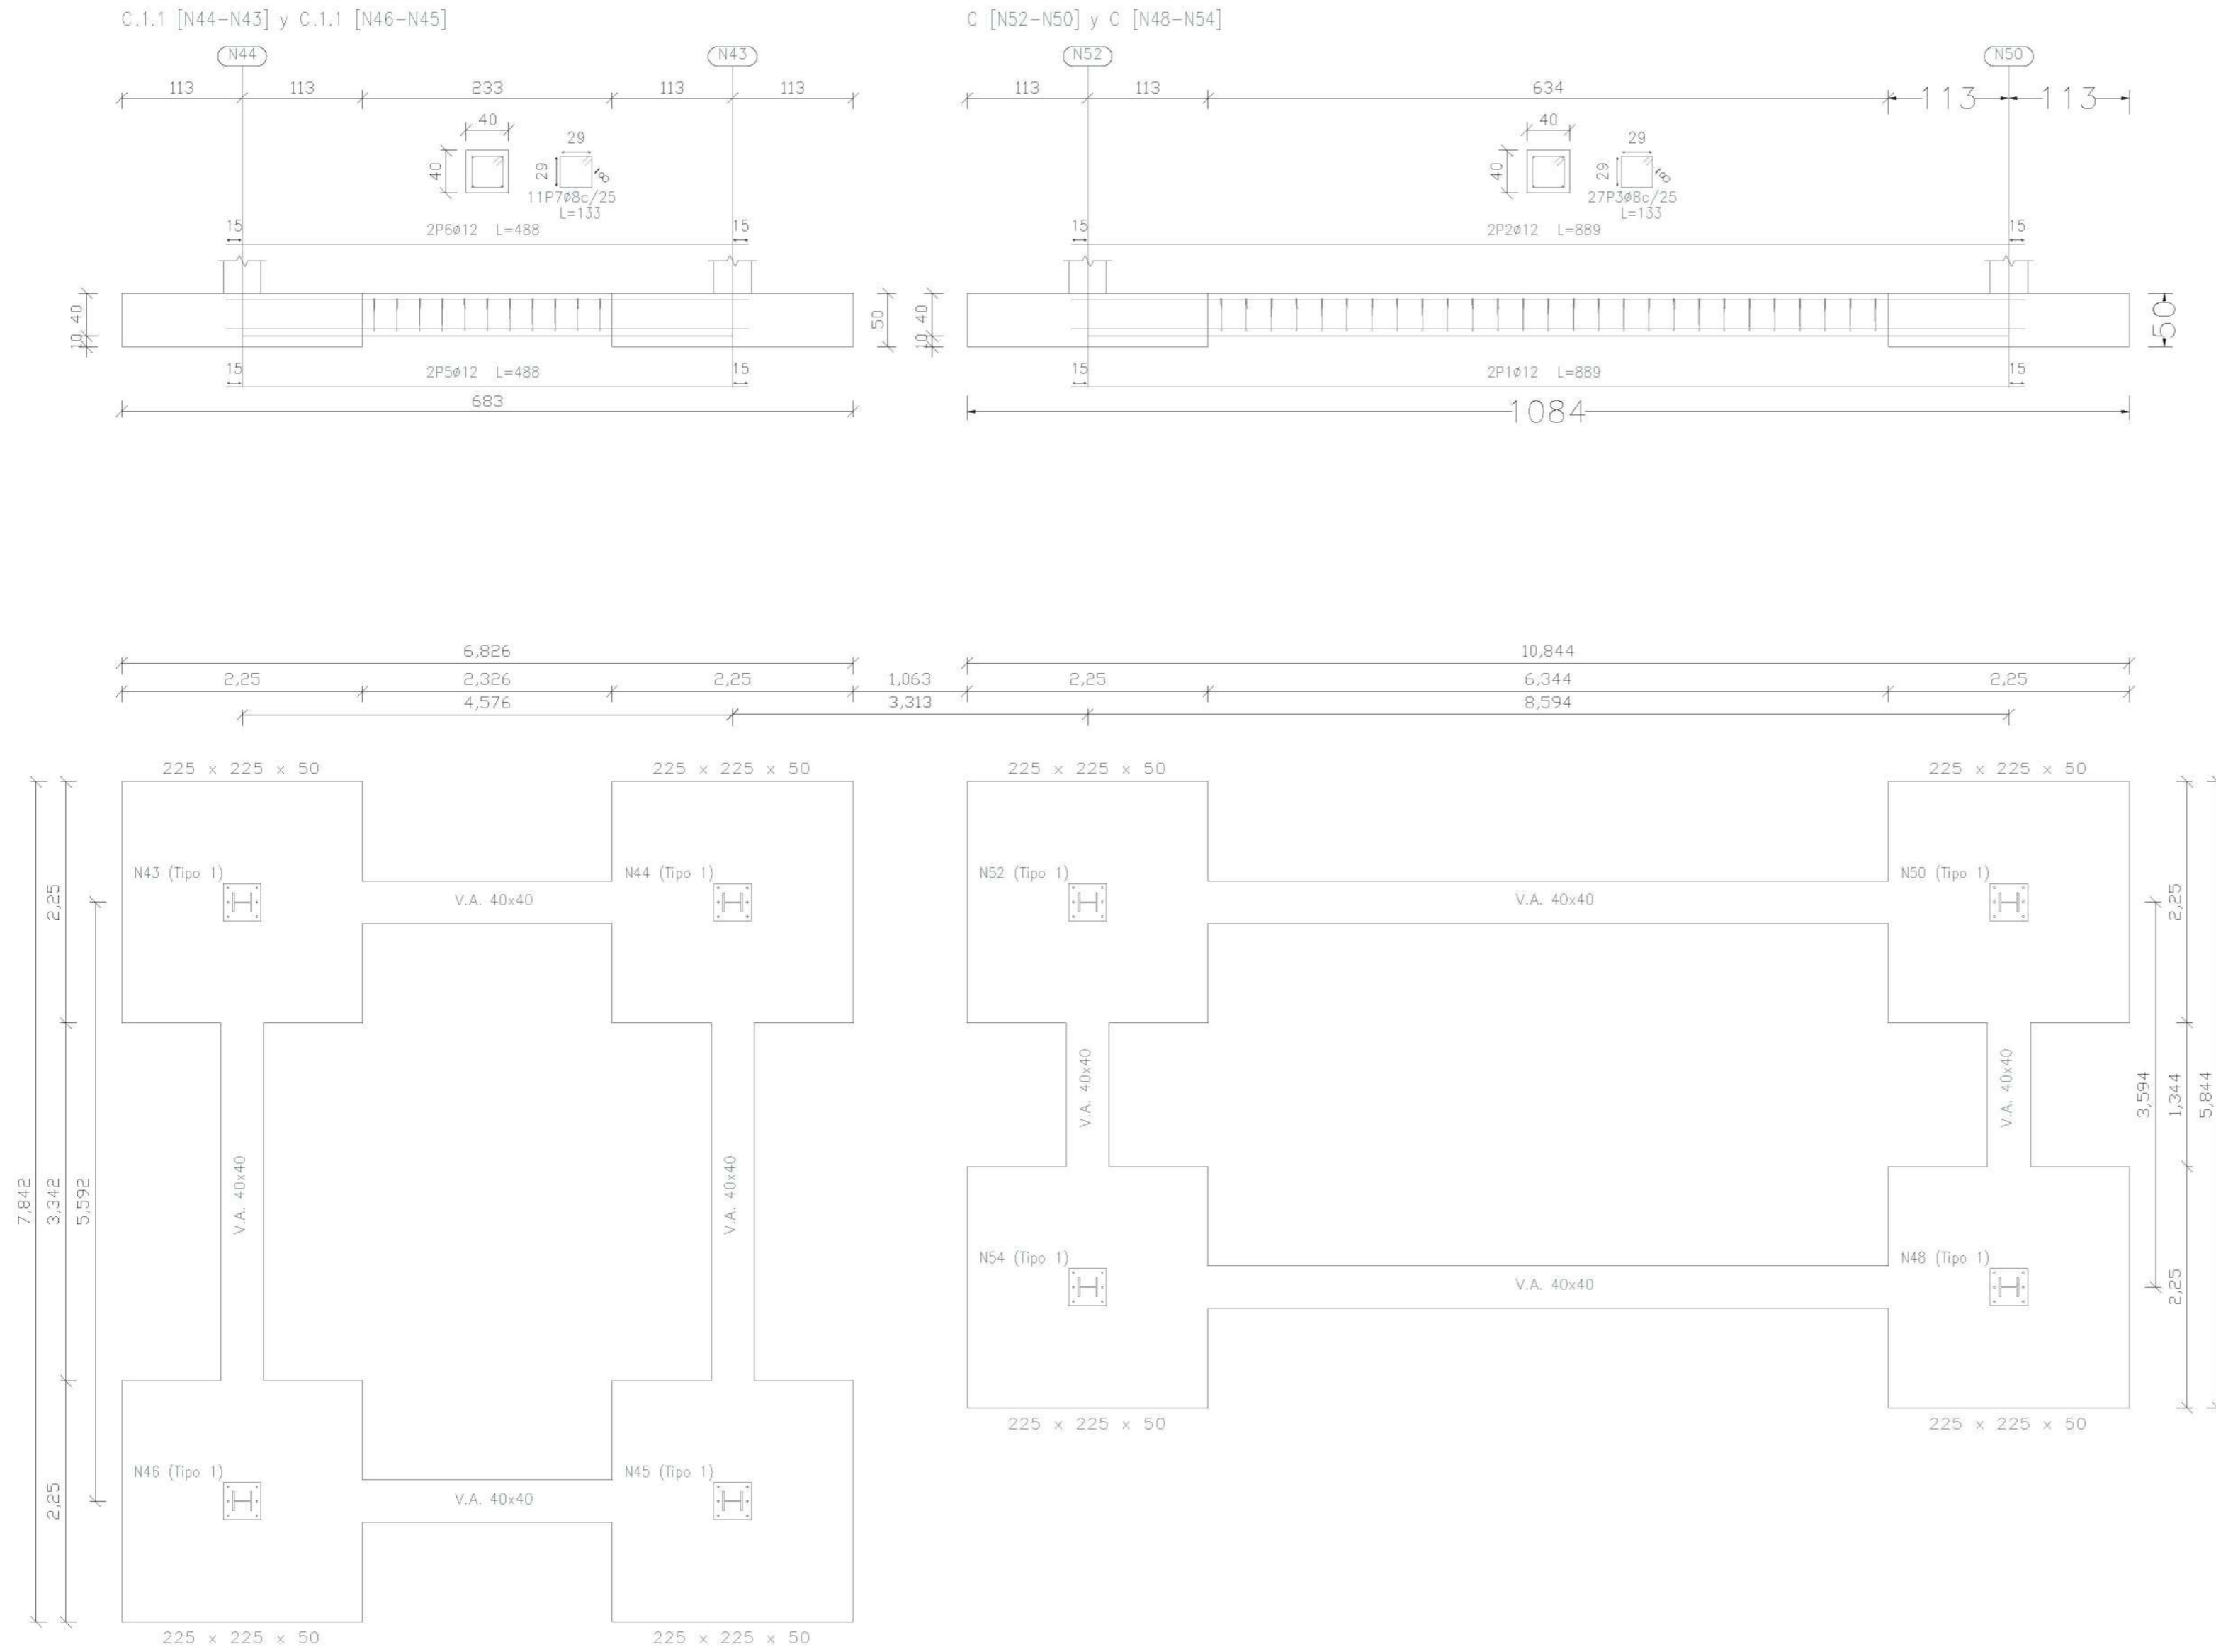 C.1.1 [N44-N43] y C.1.1 [N46-N45]
C [N52-N50] y C [N48-N54]
N44
N43
N52
N50
113
113
233
113
113
113
113
634
113
113
40
40
29
29
8
11P7ø8c/25
L=133
40
40
29
29
8
27P3ø8c/25
L=133
15
2P6ø12 L=488
15
15
2P2ø12 L=889
15
40
10
50
40
10
50
15
2P5ø12 L=488
15
15
2P1ø12 L=889
15
683
1084
6,826
10,844
2,25
2,326
2,25
1,063
2,25
6,344
2,25
4,576
3,313
8,594
225 x 225 x 50
225 x 225 x 50
225 x 225 x 50
225 x 225 x 50
N43 (Tipo 1)
V.A. 40x40
N44 (Tipo 1)
N52 (Tipo 1)
V.A. 40x40
N50 (Tipo 1)
2,25
2,25
V.A. 40x40
V.A. 40x40
3,594
1,344
5,844
7,842
3,342
5,592
V.A. 40x40
V.A. 40x40
N54 (Tipo 1)
V.A. 40x40
N48 (Tipo 1)
2,25
225 x 225 x 50
225 x 225 x 50
N46 (Tipo 1)
V.A. 40x40
N45 (Tipo 1)
2,25
225 x 225 x 50
225 x 225 x 50